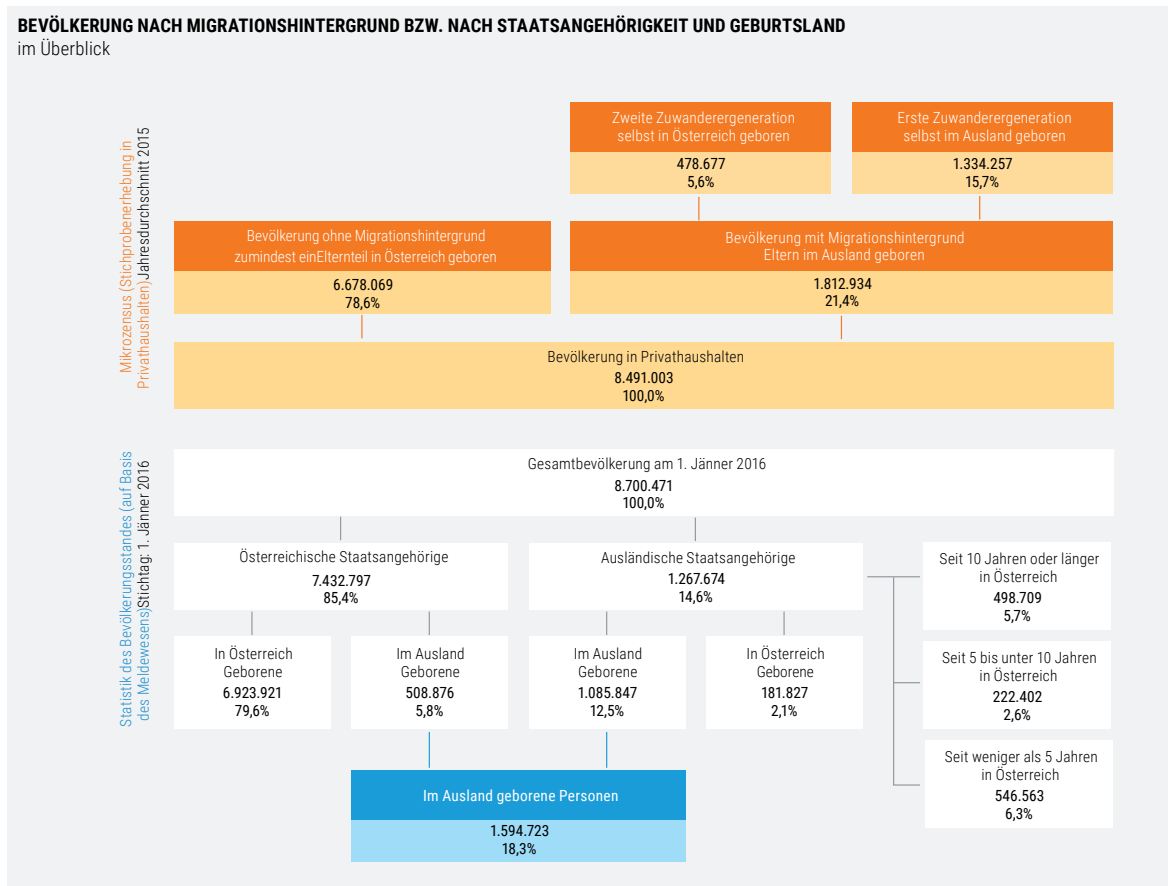 BEVÖLKERUNG NACH MIGRATIONSHINTERGRUND BZW. NACH STAATSANGEHÖRIGKEIT UND GEBURTSLAND
im Überblick
Mikrozensus (Stichprobenerhebung in
Privathaushalten)Jahresdurchschnitt 2015
Zweite Zuwanderergeneration
selbst in Österreich geboren
478.677
5,6%
Erste Zuwanderergeneration
selbst im Ausland geboren
1.334.257
15,7%
Bevölkerung ohne Migrationshintergrund
zumindest einElternteil in Österreich geboren
6.678.069
78,6%
Bevölkerung mit Migrationshintergrund
Eltern im Ausland geboren
1.812.934
21,4%
Bevölkerung in Privathaushalten
8.491.003
100,0%
Statistik des Bevölkerungsstandes (auf Basis
des Meldewesens)Stichtag: 1. Jänner 2016
Gesamtbevölkerung am 1. Jänner 2016
8.700.471
100,0%
Österreichische Staatsangehörige
7.432.797
85,4%
Ausländische Staatsangehörige
1.267.674
14,6%
Seit 10 Jahren oder länger
in Österreich
498.709
5,7%
In Österreich
Geborene
6.923.921
79,6%
Im Ausland
Geborene
508.876
5,8%
Im Ausland
Geborene
1.085.847
12,5%
In Österreich
Geborene
181.827
2,1%
Seit 5 bis unter 10 Jahren
in Österreich
222.402
2,6%
Seit weniger als 5 Jahren
in Österreich
546.563
6,3%
Im Ausland geborene Personen
1.594.723
18,3%